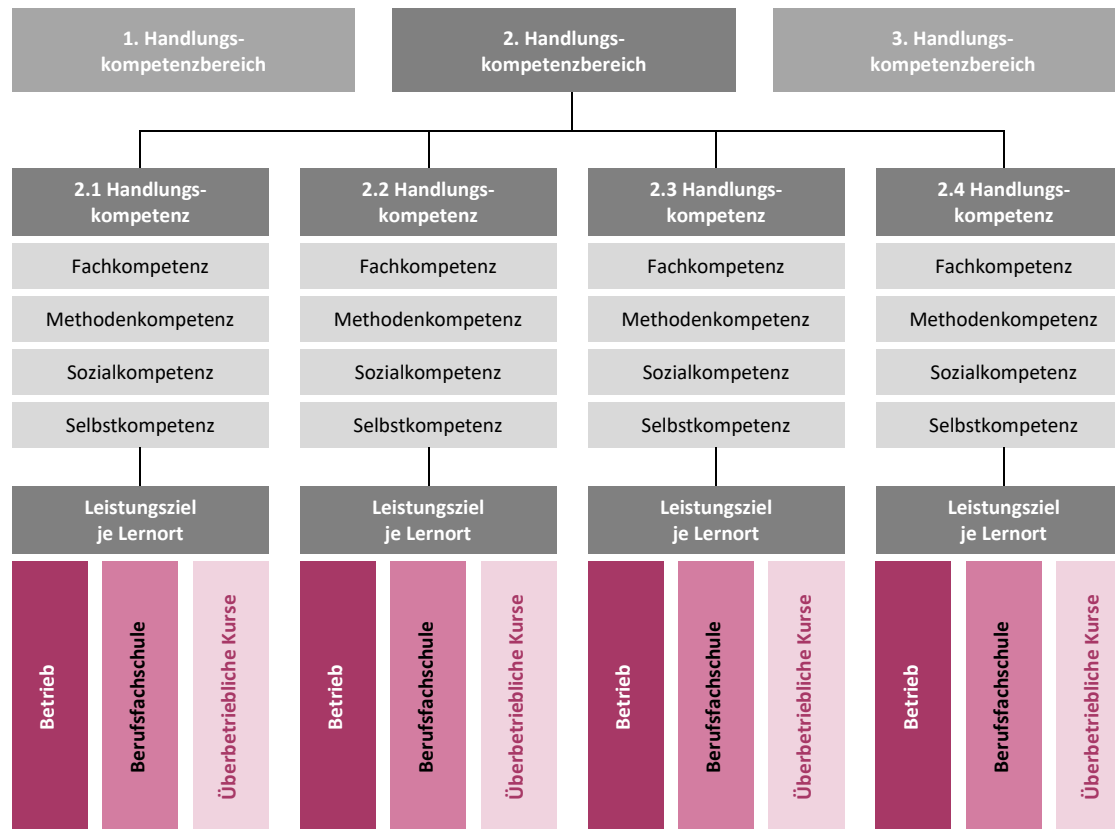 1. Handlungs-
kompetenzbereich
2. Handlungs-
kompetenzbereich
3. Handlungs-
kompetenzbereich
2.1 Handlungs-
kompetenz
2.2 Handlungs-
kompetenz
2.3 Handlungs-
kompetenz
2.4 Handlungs-
kompetenz
Fachkompetenz
Fachkompetenz
Fachkompetenz
Fachkompetenz
Methodenkompetenz
Methodenkompetenz
Methodenkompetenz
Methodenkompetenz
Sozialkompetenz
Sozialkompetenz
Sozialkompetenz
Sozialkompetenz
Selbstkompetenz
Selbstkompetenz
Selbstkompetenz
Selbstkompetenz
Leistungsziel
je Lernort
Leistungsziel
je Lernort
Leistungsziel
je Lernort
Leistungsziel
je Lernort
Betrieb
Berufsfachschule
Überbetriebliche Kurse
Betrieb
Berufsfachschule
Überbetriebliche Kurse
Betrieb
Berufsfachschule
Überbetriebliche Kurse
Betrieb
Berufsfachschule
Überbetriebliche Kurse